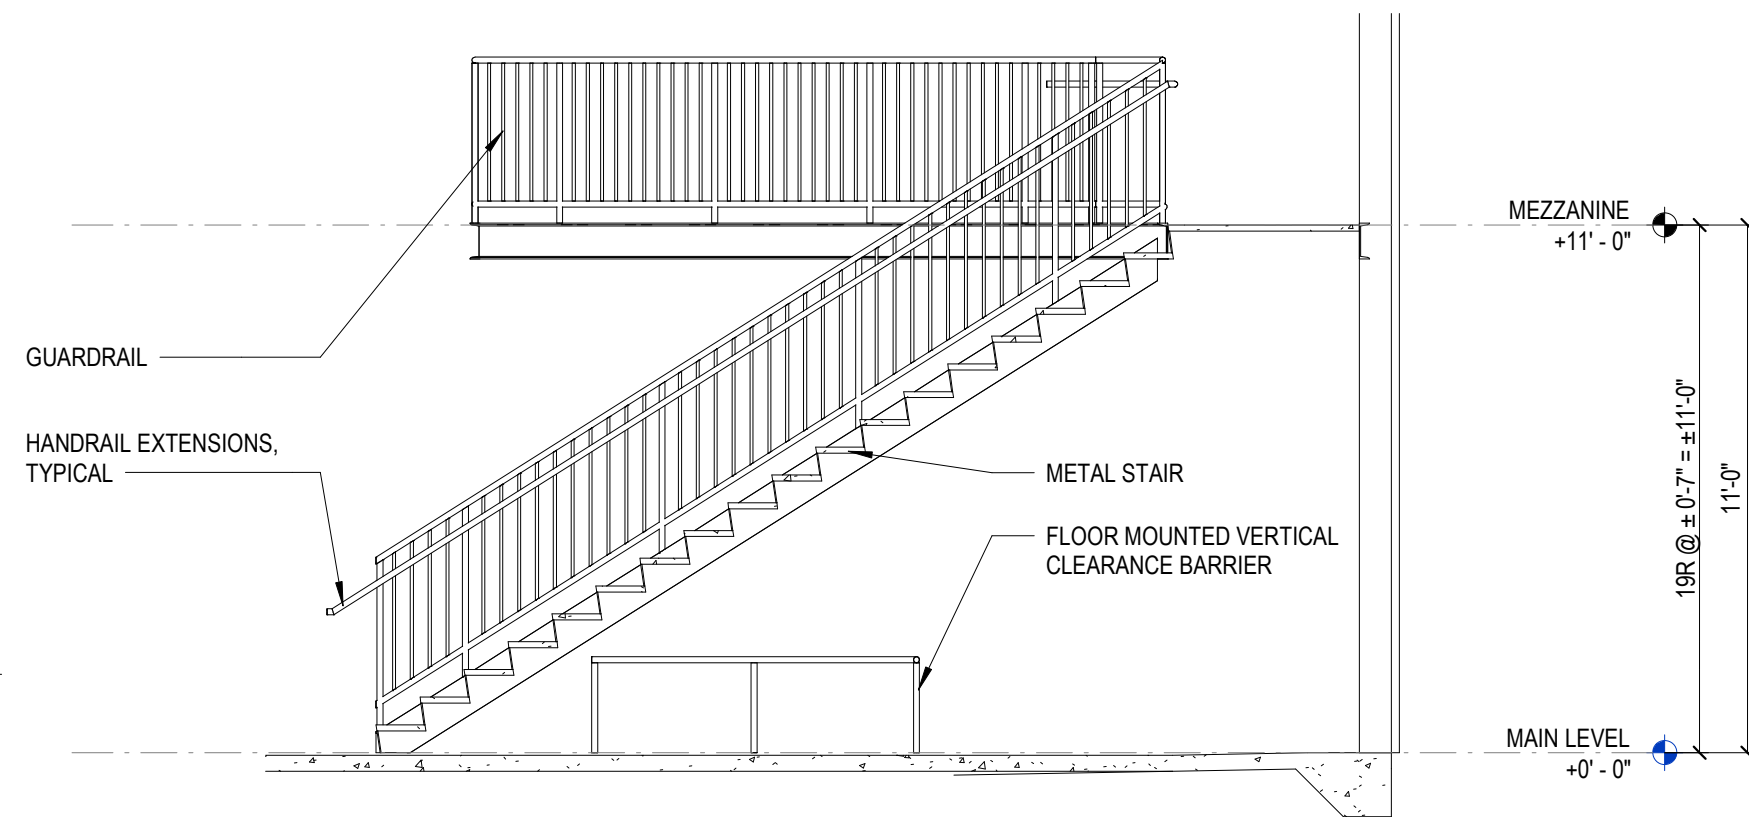 MEZZANINE
+11' - 0"
GUARDRAIL
HANDRAIL EXTENSIONS,
TYPICAL
METAL STAIR
FLOOR MOUNTED VERTICAL
CLEARANCE BARRIER
19R @ ± 0'-7" = ±11'-0"
11'-0"
MAIN LEVEL
+0' - 0"